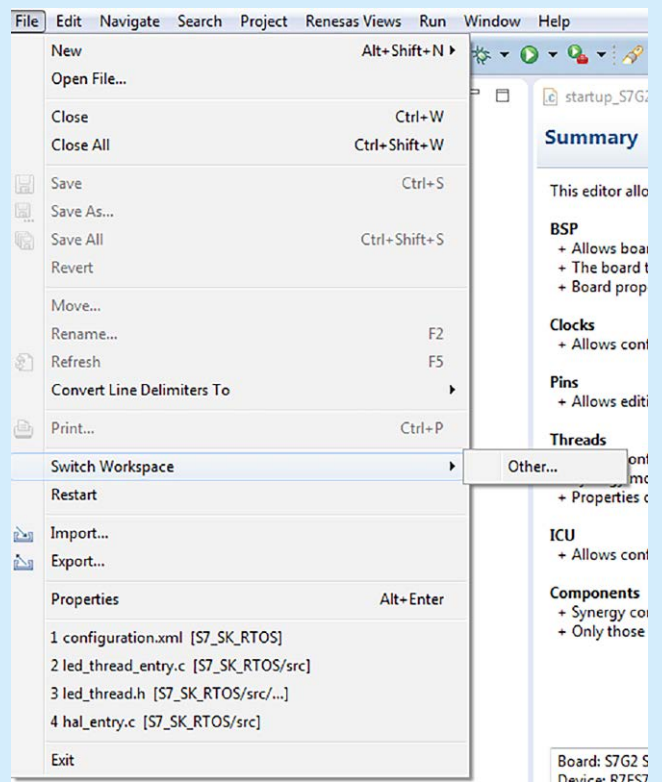 File Edit Navigate Search Project Renesas Views Run Window Help
New Alt+Shift+N
Open File...
Close Ctrl+W
Close All Ctrl+Shift+W
Save Ctrl+S
Save As...
Save All Ctrl+Shift+S
Revert
Move...
Rename... F2
Refresh F5
Convert Line Delimiters To
Print... Ctrl+P
Switch Workspace
Other...
Restart
Import...
Export...
Properties Alt+Enter
1 configuration.xml [S7_SK_RTOS]
2 led_thread_entry.c [S7_SK_RTOS/src]
3 led_thread.h [S7_SK_RTOS/src/...]
4 hal_entry.c [S7_SK_RTOS/src]
Exit
startup_S7G2
Summary
This editor allo
BSP
+ Allows boa
+ The board t
+ Board prop
Clocks
+ Allows conf
Pins
+ Allows editi
Threads
+ Properties
ICU
+ Allows conf
Components
+ Synergy co
+ Only those
Board: S7G2 S
Device: R7FS7